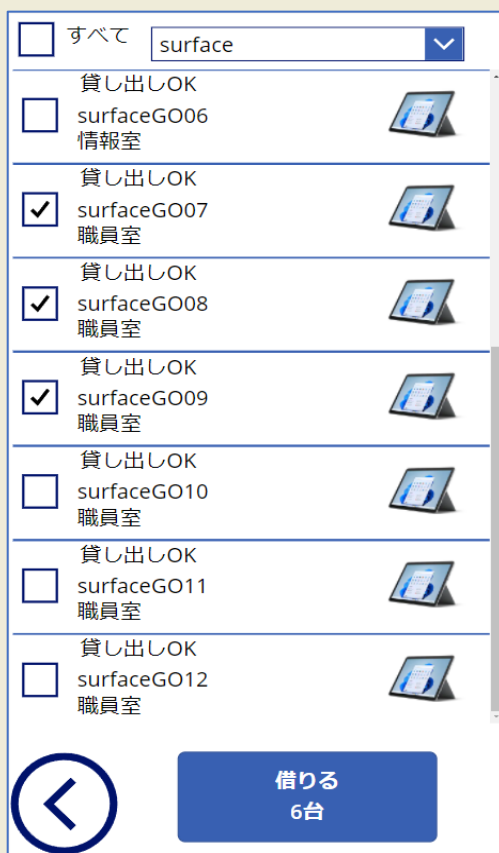 すべて
surface
貸し出しOK
surfaceGO06
情報室
貸し出しOK
surfaceGO07
職員室
貸し出しOK
surfaceGO08
職員室
貸し出しOK
surfaceGO09
職員室
貸し出しOK
surfaceGO10
職員室
貸し出しOK
surfaceGO11
職員室
貸し出しOK
surfaceGO12
職員室
借りる
6台